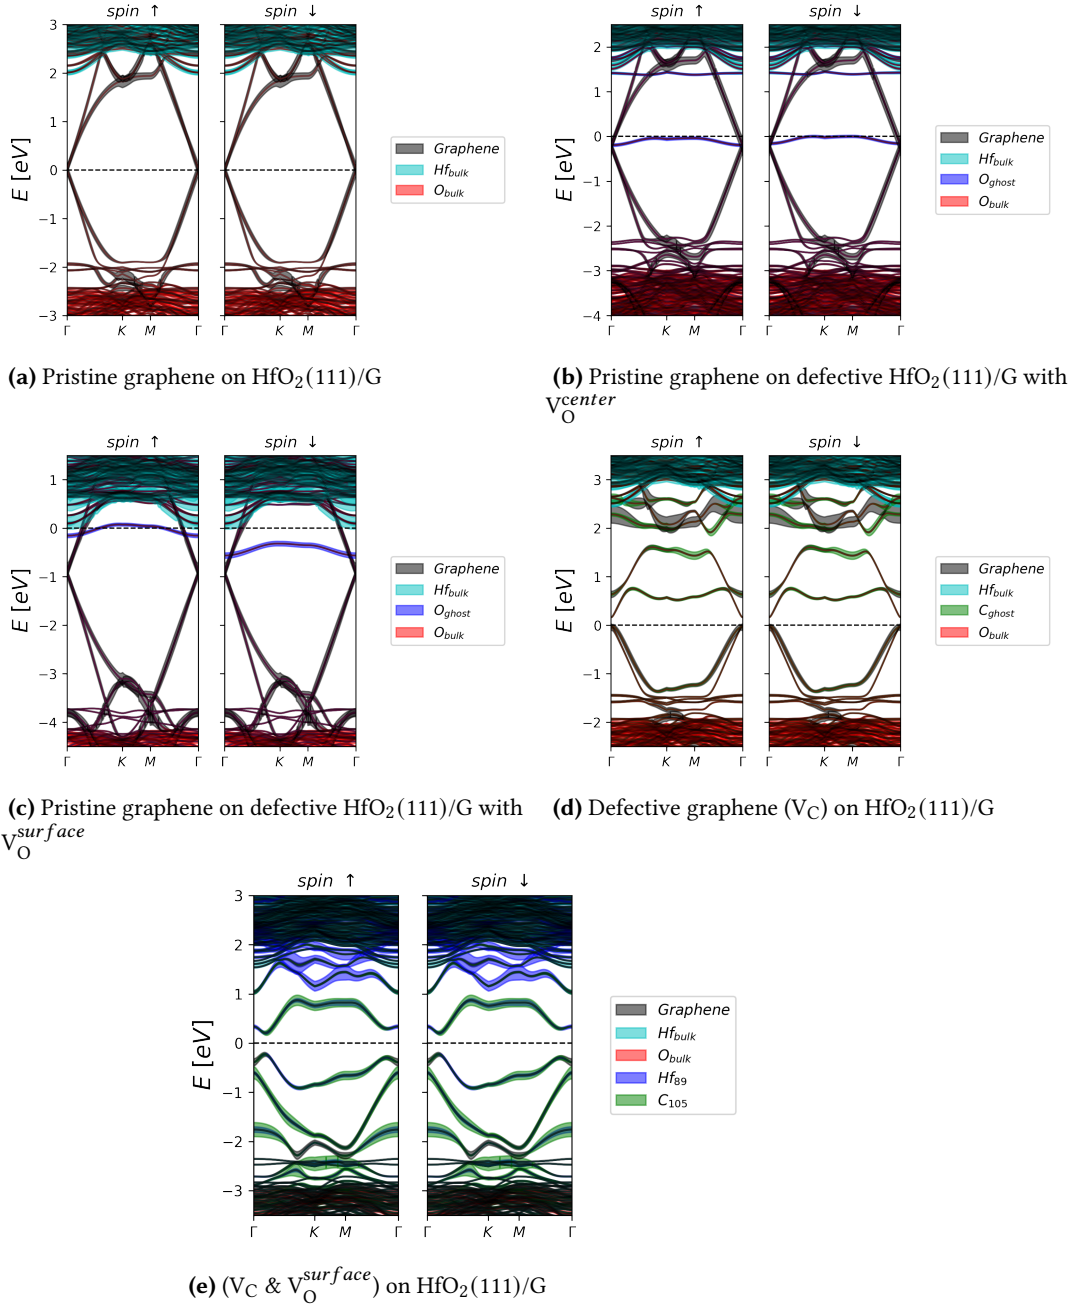 spin ↑ spin ↓
3
2
1
0
−1
−2
−3
E [eV]
Γ K M Γ Γ K M Γ
Graphene
Hf_bulk
O_bulk
(a) Pristine graphene on HfO₂(111)/G
spin ↑ spin ↓
2
1
0
−1
−2
−3
−4
E [eV]
Γ K M Γ Γ K M Γ
Graphene
Hf_bulk
O_ghost
O_bulk
(b) Pristine graphene on defective HfO₂(111)/G with
V_O^center
spin ↑ spin ↓
1
0
−1
−2
−3
−4
E [eV]
Γ K M Γ Γ K M Γ
Graphene
Hf_bulk
O_ghost
O_bulk
(c) Pristine graphene on defective HfO₂(111)/G with
V_O^surface
spin ↑ spin ↓
3
2
1
0
−1
−2
E [eV]
Γ K M Γ Γ K M Γ
Graphene
Hf_bulk
C_ghost
O_bulk
(d) Defective graphene (V_C) on HfO₂(111)/G
spin ↑ spin ↓
3
2
1
0
−1
−2
−3
E [eV]
Γ K M Γ Γ K M Γ
Graphene
Hf_bulk
O_bulk
Hf₈₉
C₁₀₅
(e) (V_C & V_O^surface) on HfO₂(111)/G